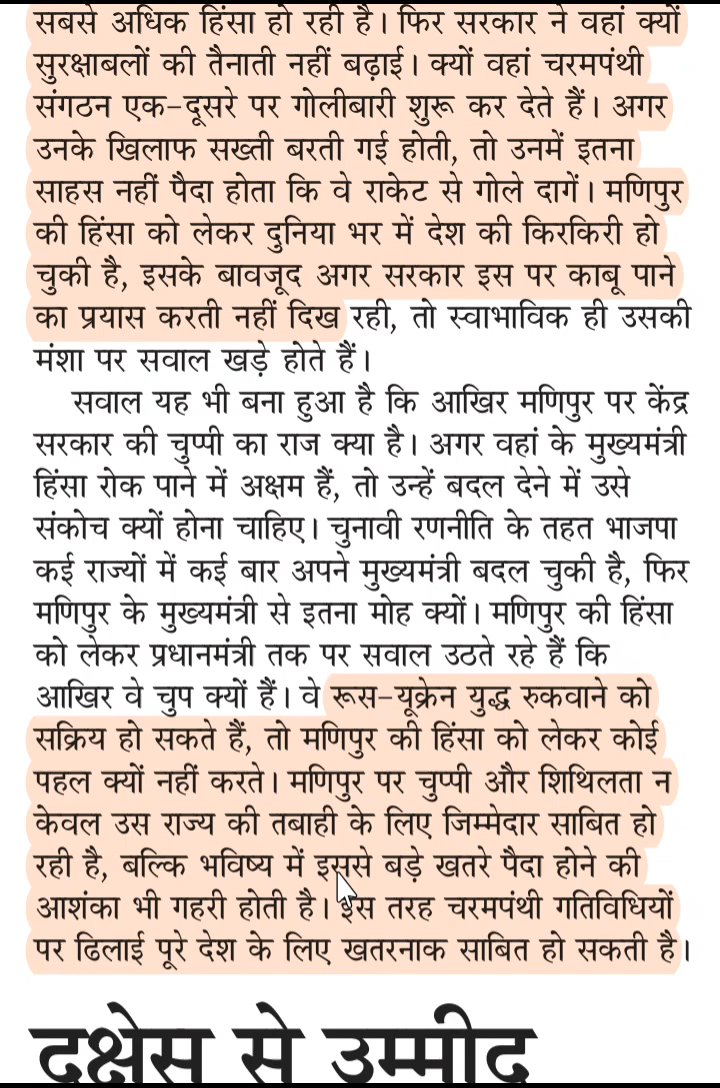 सबसे अधिक हिंसा हो रही है। फिर सरकार ने वहां क्यों
सुरक्षाबलों की तैनाती नहीं बढ़ाई। क्यों वहां चरमपंथी
संगठन एक-दूसरे पर गोलीबारी शुरू कर देते हैं। अगर
उनके खिलाफ सख्ती बरती गई होती, तो उनमें इतना
साहस नहीं पैदा होता कि वे राकेट से गोले दागें। मणिपुर
की हिंसा को लेकर दुनिया भर में देश की किरकिरी हो
चुकी है, इसके बावजूद अगर सरकार इस पर काबू पाने
का प्रयास करती नहीं दिख रही, तो स्वाभाविक ही उसकी
मंशा पर सवाल खड़े होते हैं।
सवाल यह भी बना हुआ है कि आखिर मणिपुर पर केंद्र
सरकार की चुप्पी का राज क्या है। अगर वहां के मुख्यमंत्री
हिंसा रोक पाने में अक्षम हैं, तो उन्हें बदल देने में उसे
संकोच क्यों होना चाहिए। चुनावी रणनीति के तहत भाजपा
कई राज्यों में कई बार अपने मुख्यमंत्री बदल चुकी है, फिर
मणिपुर के मुख्यमंत्री से इतना मोह क्यों। मणिपुर की हिंसा
को लेकर प्रधानमंत्री तक पर सवाल उठते रहे हैं कि
आखिर वे चुप क्यों हैं। वे रूस-यूक्रेन युद्ध रुकवाने को
सक्रिय हो सकते हैं, तो मणिपुर की हिंसा को लेकर कोई
पहल क्यों नहीं करते। मणिपुर पर चुप्पी और शिथिलता न
केवल उस राज्य की तबाही के लिए जिम्मेदार साबित हो
रही है, बल्कि भविष्य में इससे बड़े खतरे पैदा होने की
आशंका भी गहरी होती है। इस तरह चरमपंथी गतिविधियों
पर ढिलाई पूरे देश के लिए खतरनाक साबित हो सकती है।
दक्षेस से उम्मीद